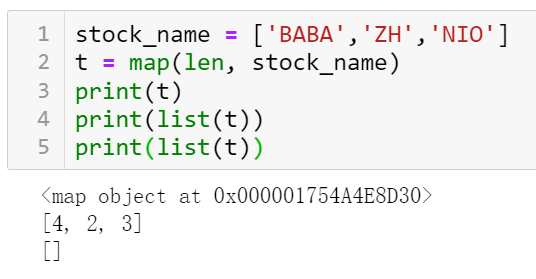 1 stock_name = ['BABA','ZH','NIO']
2 t = map(len, stock_name)
3 print(t)
4 print(list(t))
5 print(list(t))
<map object at 0x000001754A4E8D30>
[4, 2, 3]
[]